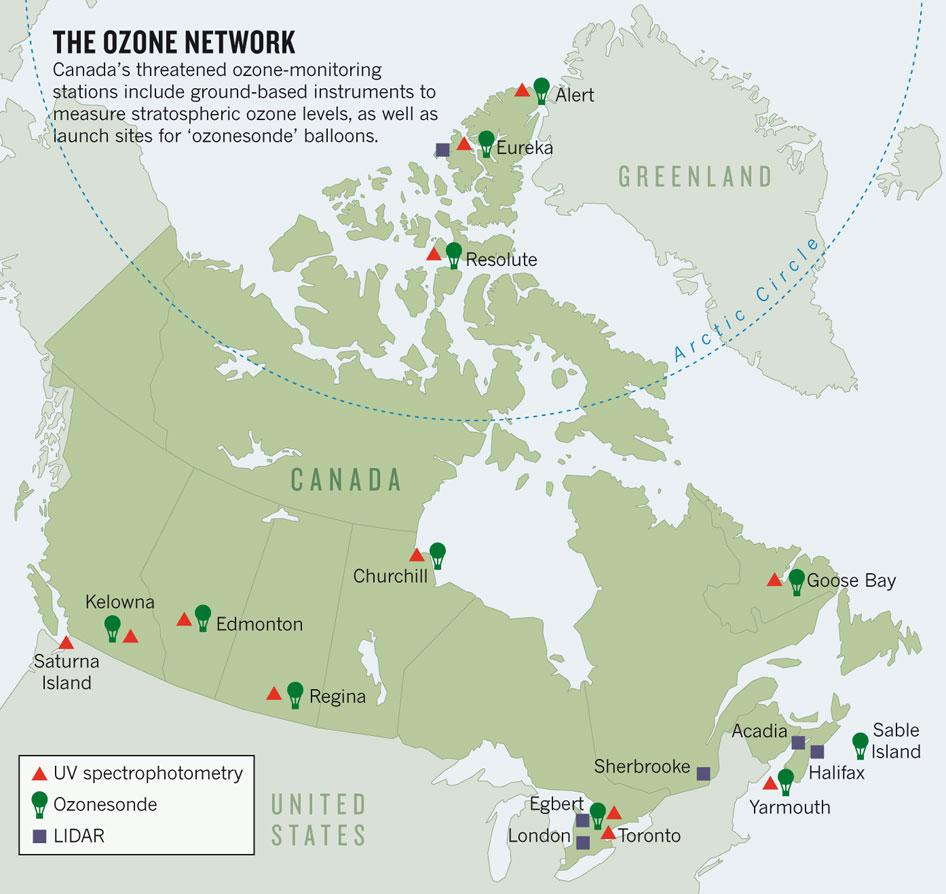 THE OZONE NETWORK
Canada’s threatened ozone-monitoring
stations include ground-based instruments to
measure stratospheric ozone levels, as well as
launch sites for ‘ozonesonde’ balloons.
Alert
Eureka
GREENLAND
Resolute
Arctic Circle
CANADA
Churchill
Goose Bay
Kelowna
Edmonton
Saturna
Island
Regina
Acadia
Sable
Island
Halifax
Sherbrooke
Yarmouth
Egbert
London
Toronto
UV spectrophotometry
Ozonesonde
LIDAR
UNITED
STATES